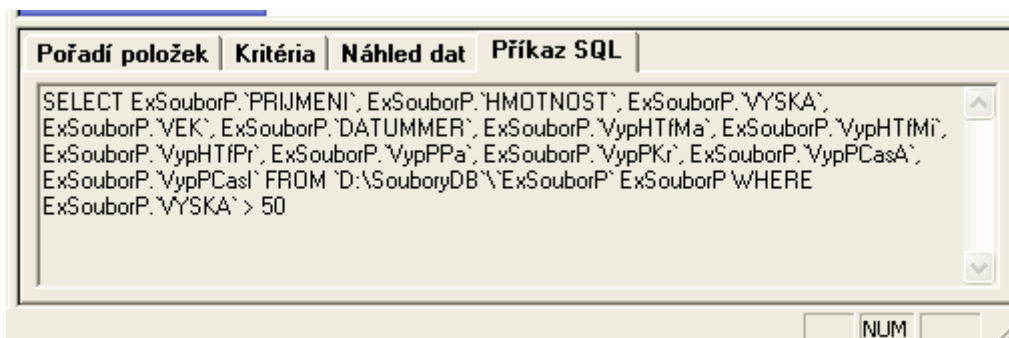 Pořadí položek Kritéria Náhled dat Příkaz SQL
SELECT ExSouborP.`PRIJMENI`, ExSouborP.`HMOTNOST`, ExSouborP.`VYSKA`,
ExSouborP.`VEK`, ExSouborP.`DATUMMER`, ExSouborP.`VypHTfMa`, ExSouborP.`VypHTfMi`,
ExSouborP.`VypHTfPr`, ExSouborP.`VypPPa`, ExSouborP.`VypPKr`, ExSouborP.`VypPCasA`,
ExSouborP.`VypPCasI` FROM `D:\SouboryDB`\`ExSouborP` ExSouborP WHERE
ExSouborP.`VYSKA` > 50
NUM